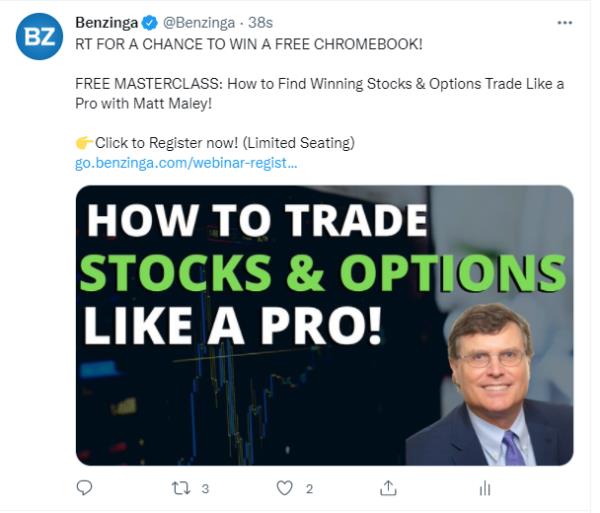 BZ
Benzinga @Benzinga · 38s
RT FOR A CHANCE TO WIN A FREE CHROMEBOOK!
FREE MASTERCLASS: How to Find Winning Stocks & Options Trade Like a
Pro with Matt Maley!
👉Click to Register now! (Limited Seating)
go.benzinga.com/webinar-regist...
HOW TO TRADE
STOCKS & OPTIONS
LIKE A PRO!
3
2